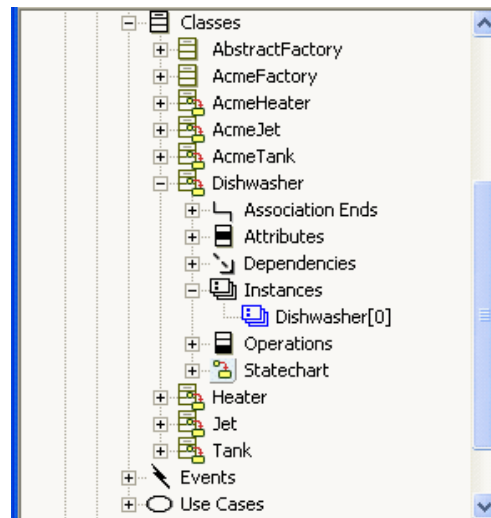 Classes
AbstractFactory
AcmeFactory
AcmeHeater
AcmeJet
AcmeTank
Dishwasher
Association Ends
Attributes
Dependencies
Instances
Dishwasher[0]
Operations
Statechart
Heater
Jet
Tank
Events
Use Cases